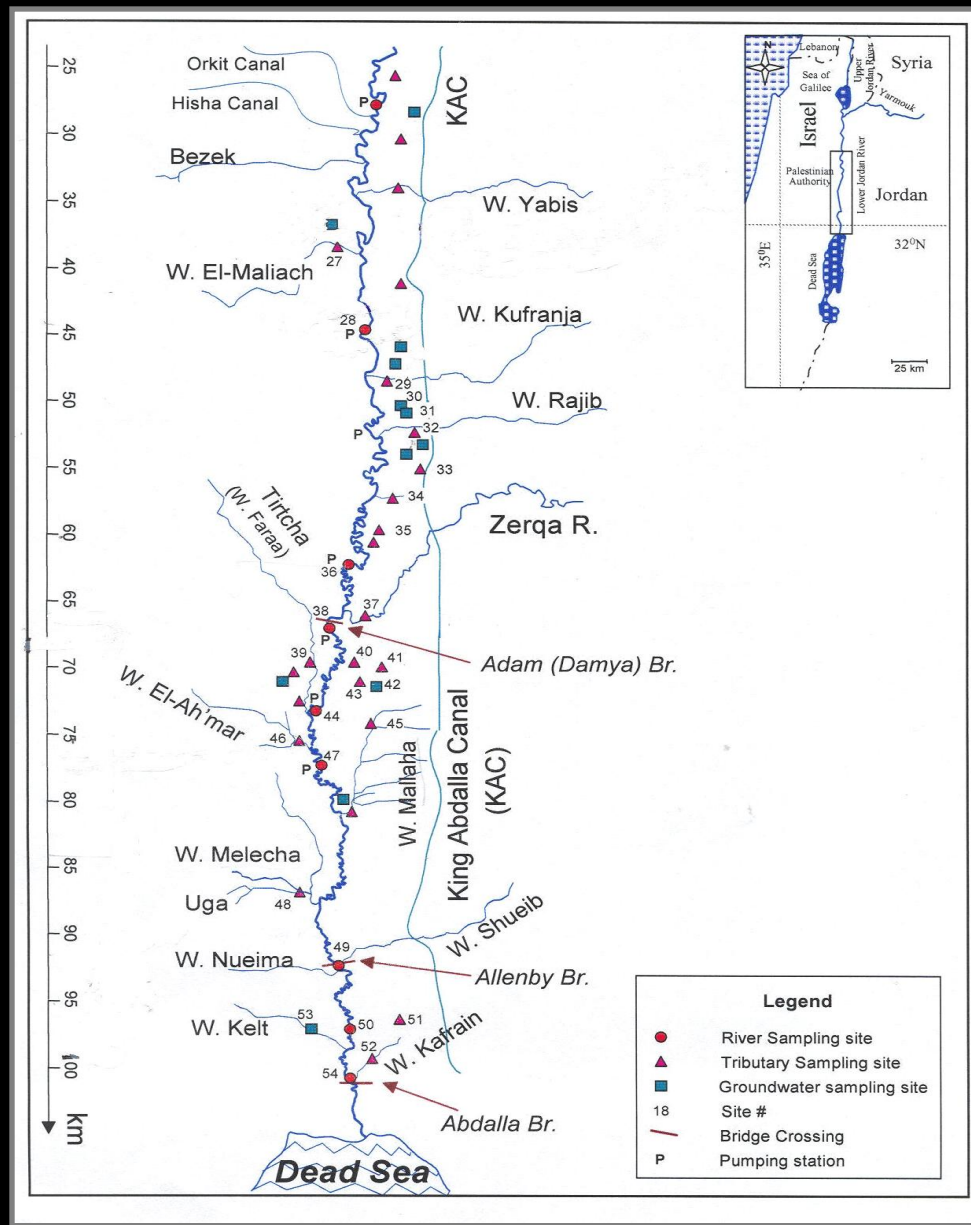 25
30
35
40
45
50
55
60
65
70
75
80
85
90
95
100
km
Orkit Canal
Hisha Canal
Bezek
P
KAC
W. Yabis
27
W. El-Maliach
28
P
W. Kufranja
29
30
31
W. Rajib
32
P
33
34
Tirtcha
(W. Faraa)
35
Zerqa R.
P
36
37
38
P
Adam (Damya) Br.
39
40
41
42
43
W. El-Ah'mar
P
44
45
46
47
P
W. Mallaha
King Abdalla Canal
(KAC)
W. Melecha
Uga
48
W. Shueib
49
W. Nueima
Allenby Br.
53
50
51
W. Kelt
52
W. Kafrain
54
Abdalla Br.
Dead Sea
N
Lebanon
Sea of
Galilee
Upper
Jordan River
Syria
Yarmouk
Israel
Palestinian
Authority
Lower Jordan River
Jordan
35⁰E
32⁰N
Dead Sea
25 km
Legend
River Sampling site
Tributary Sampling site
Groundwater sampling site
18 Site #
Bridge Crossing
P Pumping station